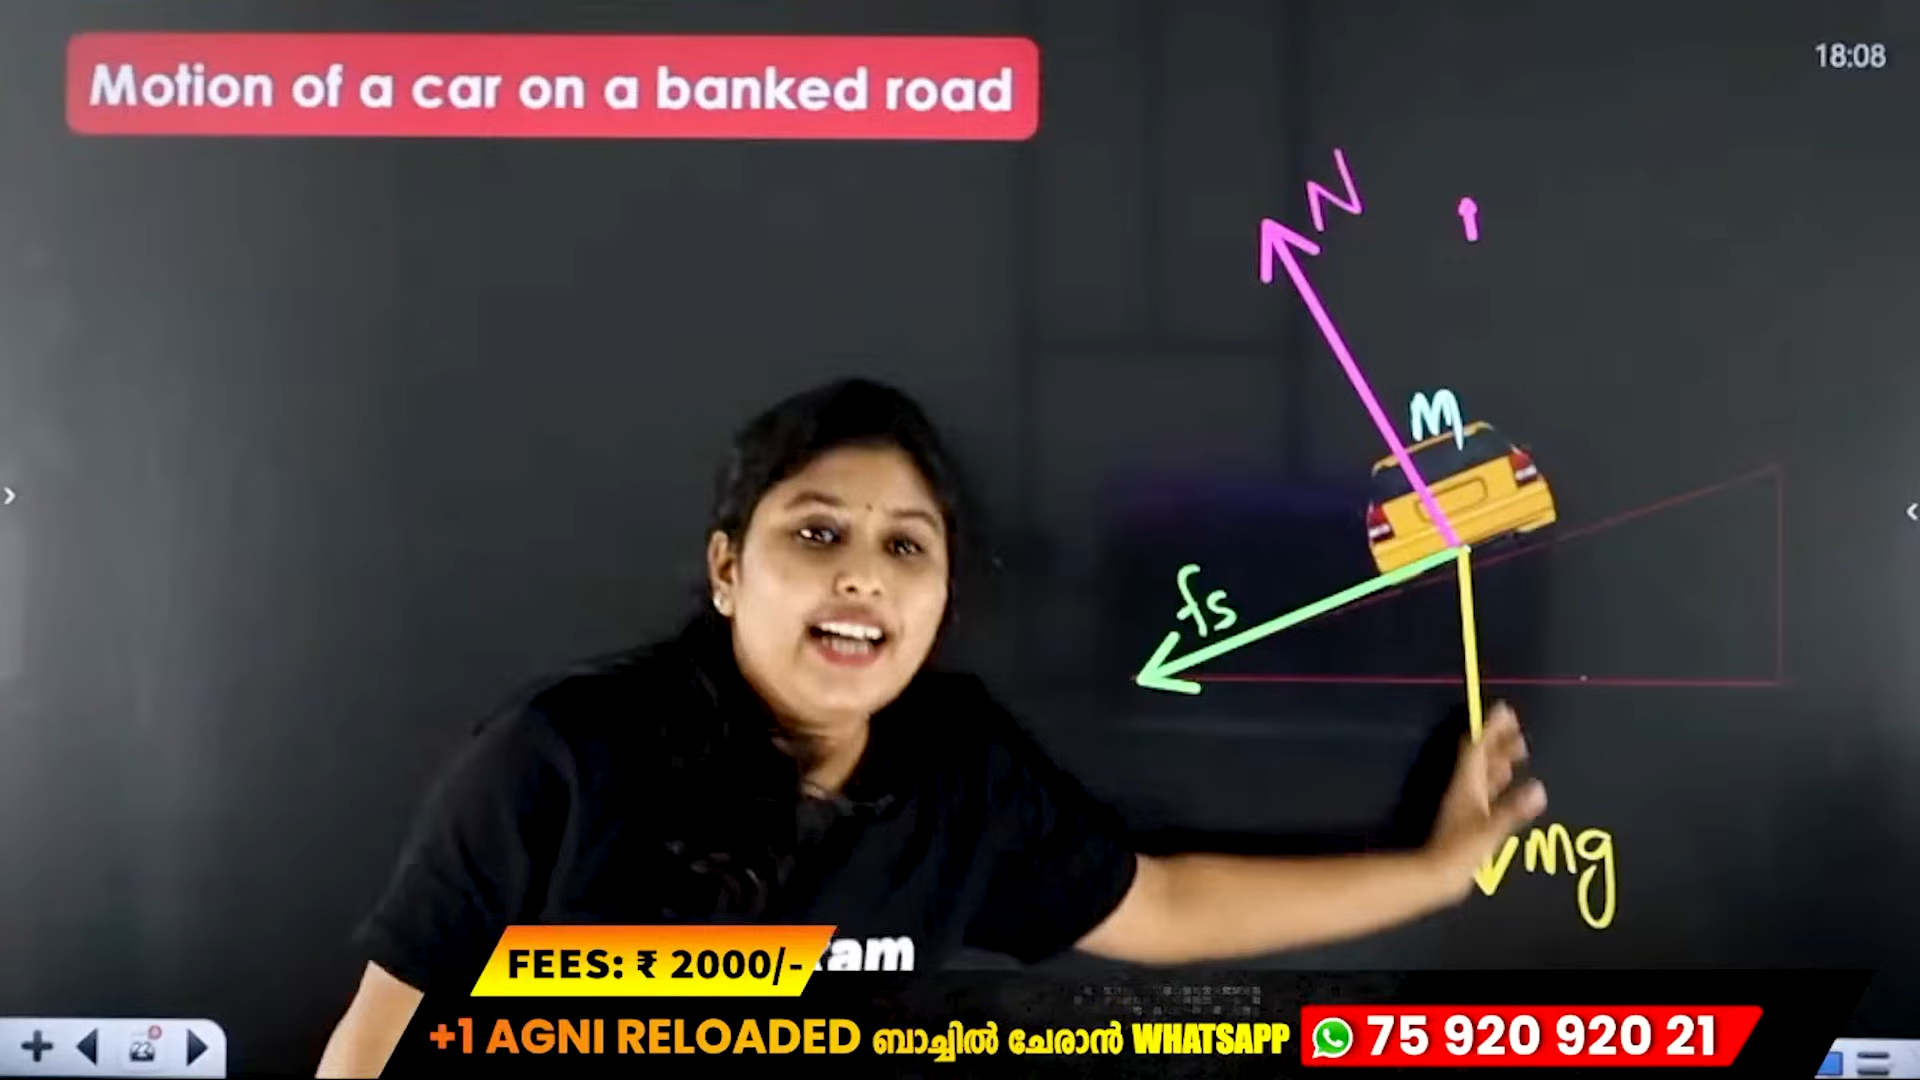 Motion of a car on a banked road
18:08
N
m
fs
mg
FEES: ₹ 2000/-
am
+1 AGNI RELOADED ബാച്ചിൽ ചേരാൻ WHATSAPP
75 920 920 21